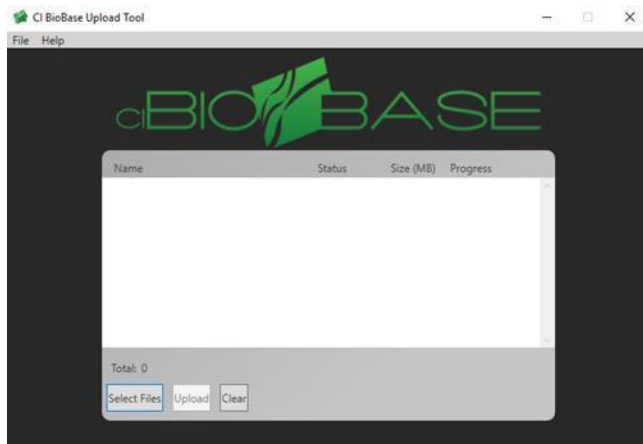 CI BioBase Upload Tool
File Help
CIBIOBASE
Name Status Size (MB) Progress
Total: 0
Select Files Upload Clear